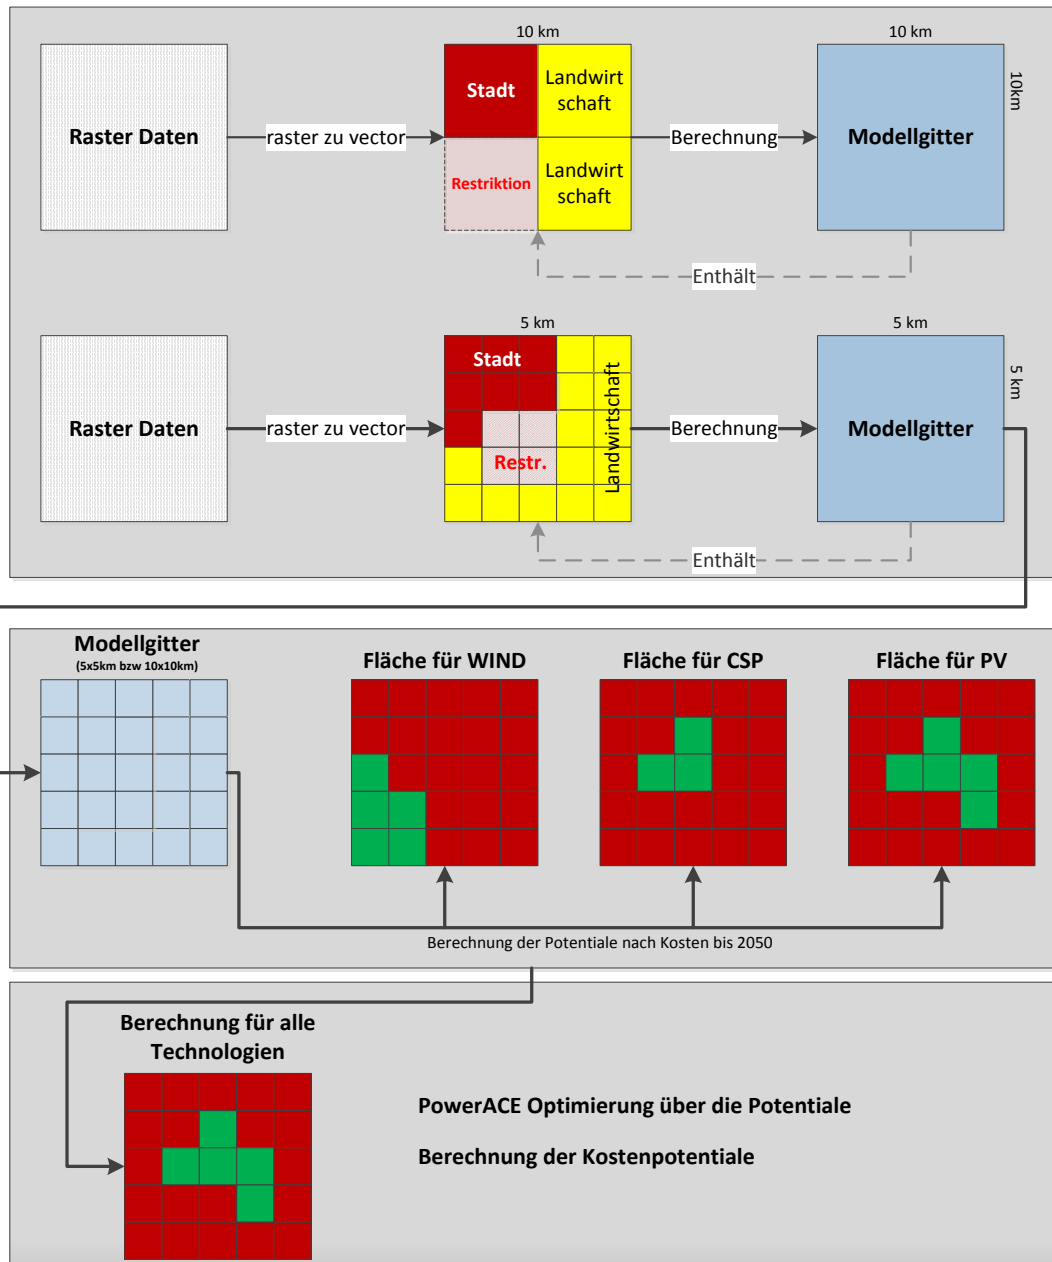 10 km
10 km
Raster Daten
raster zu vector
Stadt
Landwirt
schaft
Restriktion
Landwirt
schaft
Berechnung
Modellgitter
10km
Enthält
5 km
5 km
Raster Daten
raster zu vector
Stadt
Restr.
Landwirtschaft
Berechnung
Modellgitter
5 km
Enthält
Modellgitter
(5x5km bzw 10x10km)
Fläche für WIND
Fläche für CSP
Fläche für PV
Berechnung der Potentiale nach Kosten bis 2050
Berechnung für alle
Technologien
PowerACE Optimierung über die Potentiale
Berechnung der Kostenpotentiale